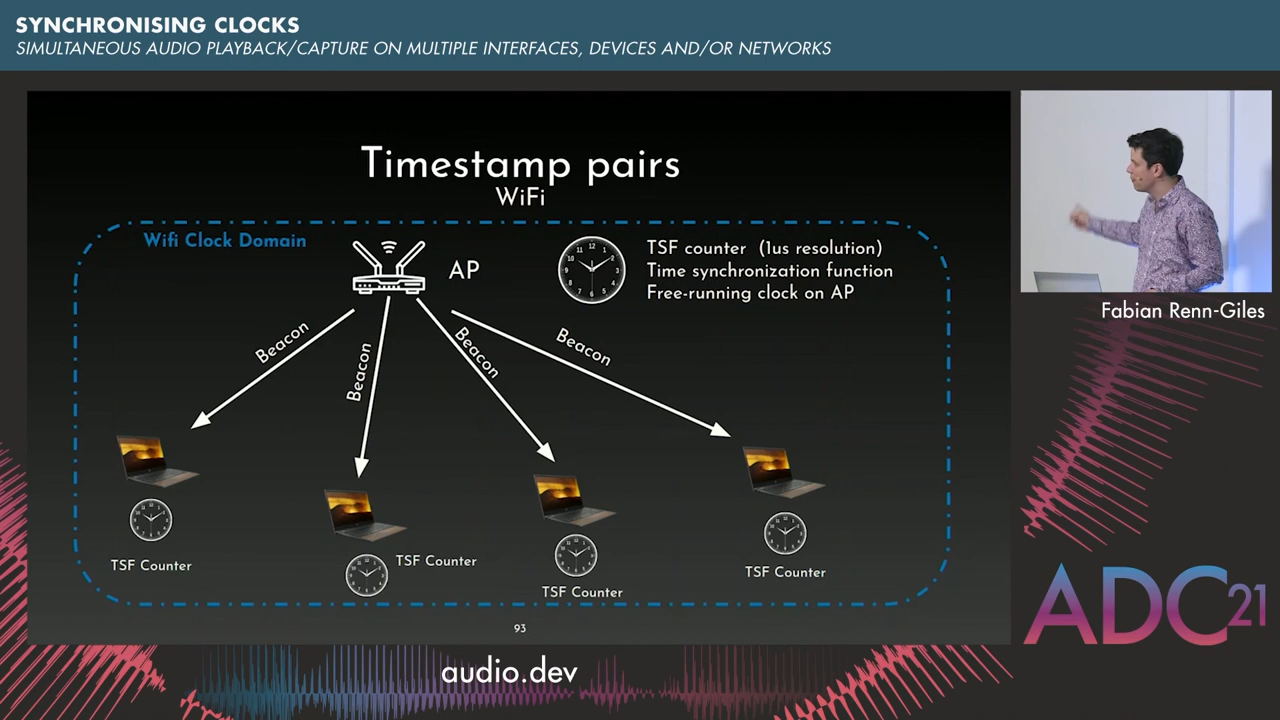 SYNCHRONISING CLOCKS
SIMULTANEOUS AUDIO PLAYBACK/CAPTURE ON MULTIPLE INTERFACES, DEVICES AND/OR NETWORKS
Timestamp pairs
WiFi
Wifi Clock Domain
AP
TSF counter (1us resolution)
Time synchronization function
Free-running clock on AP
Beacon
Beacon
Beacon
Beacon
TSF Counter
TSF Counter
TSF Counter
TSF Counter
93
Fabian Renn-Giles
ADC21
audio.dev